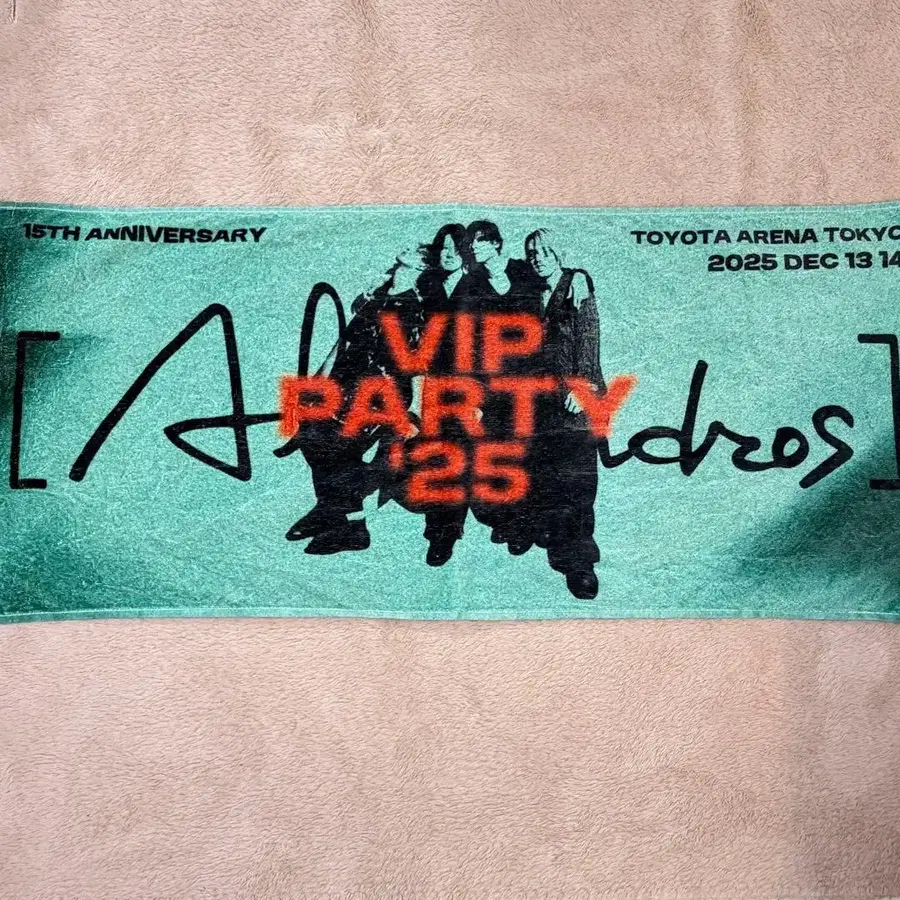 15TH ANNIVERSARY
TOYOTA ARENA TOKYO
2025 DEC 13 14
VIP
PARTY
'25